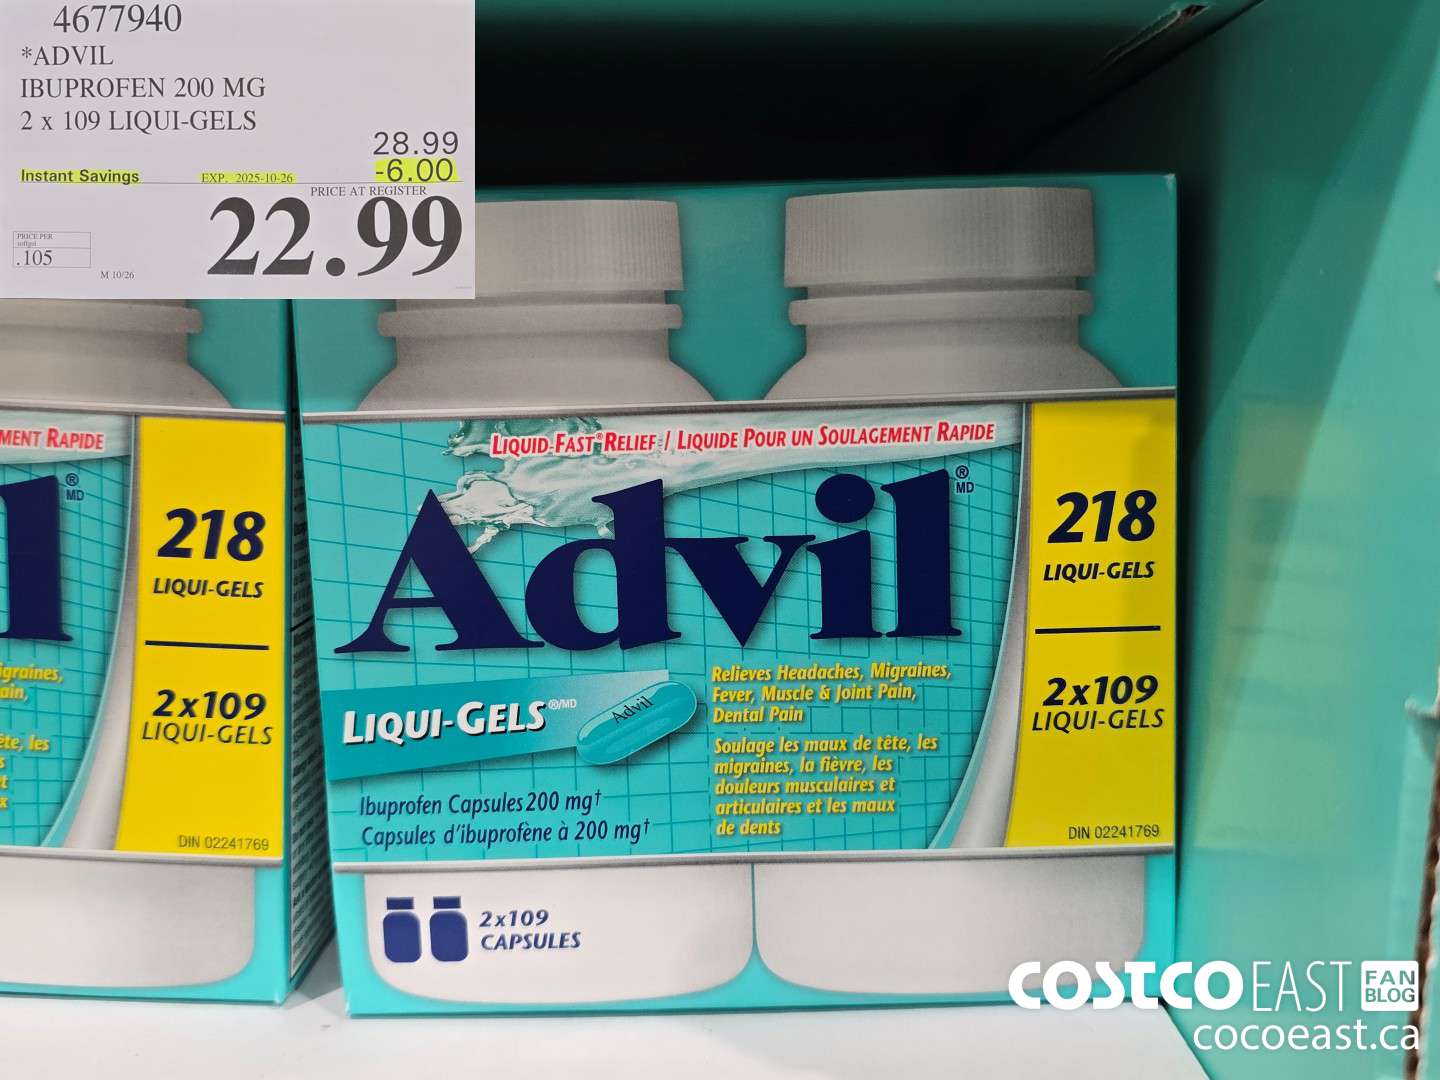 4677940
*ADVIL
IBUPROFEN 200 MG
2 x 109 LIQUI-GELS
28.99
Instant Savings EXP. 2025-10-26 -6.00
PRICE AT REGISTER
22.99
PRICE PER
softgel
.105
M 10/26
MENT RAPIDE
® MD
218
LIQUI-GELS
2x109
LIQUI-GELS
DIN 02241769
LIQUID-FAST® RELIEF / LIQUIDE POUR UN SOULAGEMENT RAPIDE
Advil ® MD
LIQUI-GELS ®/MD
Advil
Relieves Headaches, Migraines,
Fever, Muscle & Joint Pain,
Dental Pain
Soulage les maux de tête, les
migraines, la fièvre, les
douleurs musculaires et
articulaires et les maux
de dents
Ibuprofen Capsules 200 mg†
Capsules d'ibuprofène à 200 mg†
218
LIQUI-GELS
2x109
LIQUI-GELS
DIN 02241769
2x109
CAPSULES
COSTCO EAST FAN BLOG
cocoeast.ca